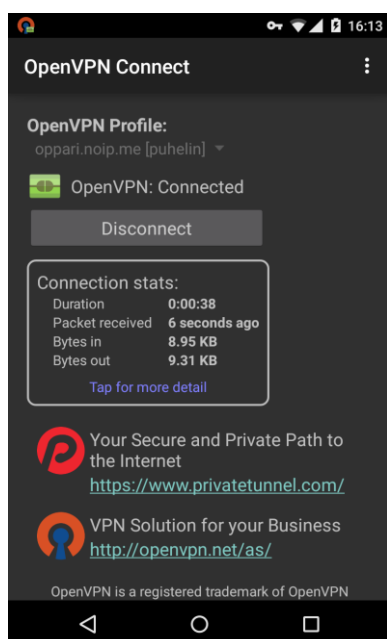 16:13
OpenVPN Connect
OpenVPN Profile:
oppari.noip.me [puhelin]
OpenVPN: Connected
Disconnect
Connection stats:
Duration 0:00:38
Packet received 6 seconds ago
Bytes in 8.95 KB
Bytes out 9.31 KB
Tap for more detail
Your Secure and Private Path to
the Internet
https://www.privatetunnel.com/
VPN Solution for your Business
http://openvpn.net/as/
OpenVPN is a registered trademark of OpenVPN